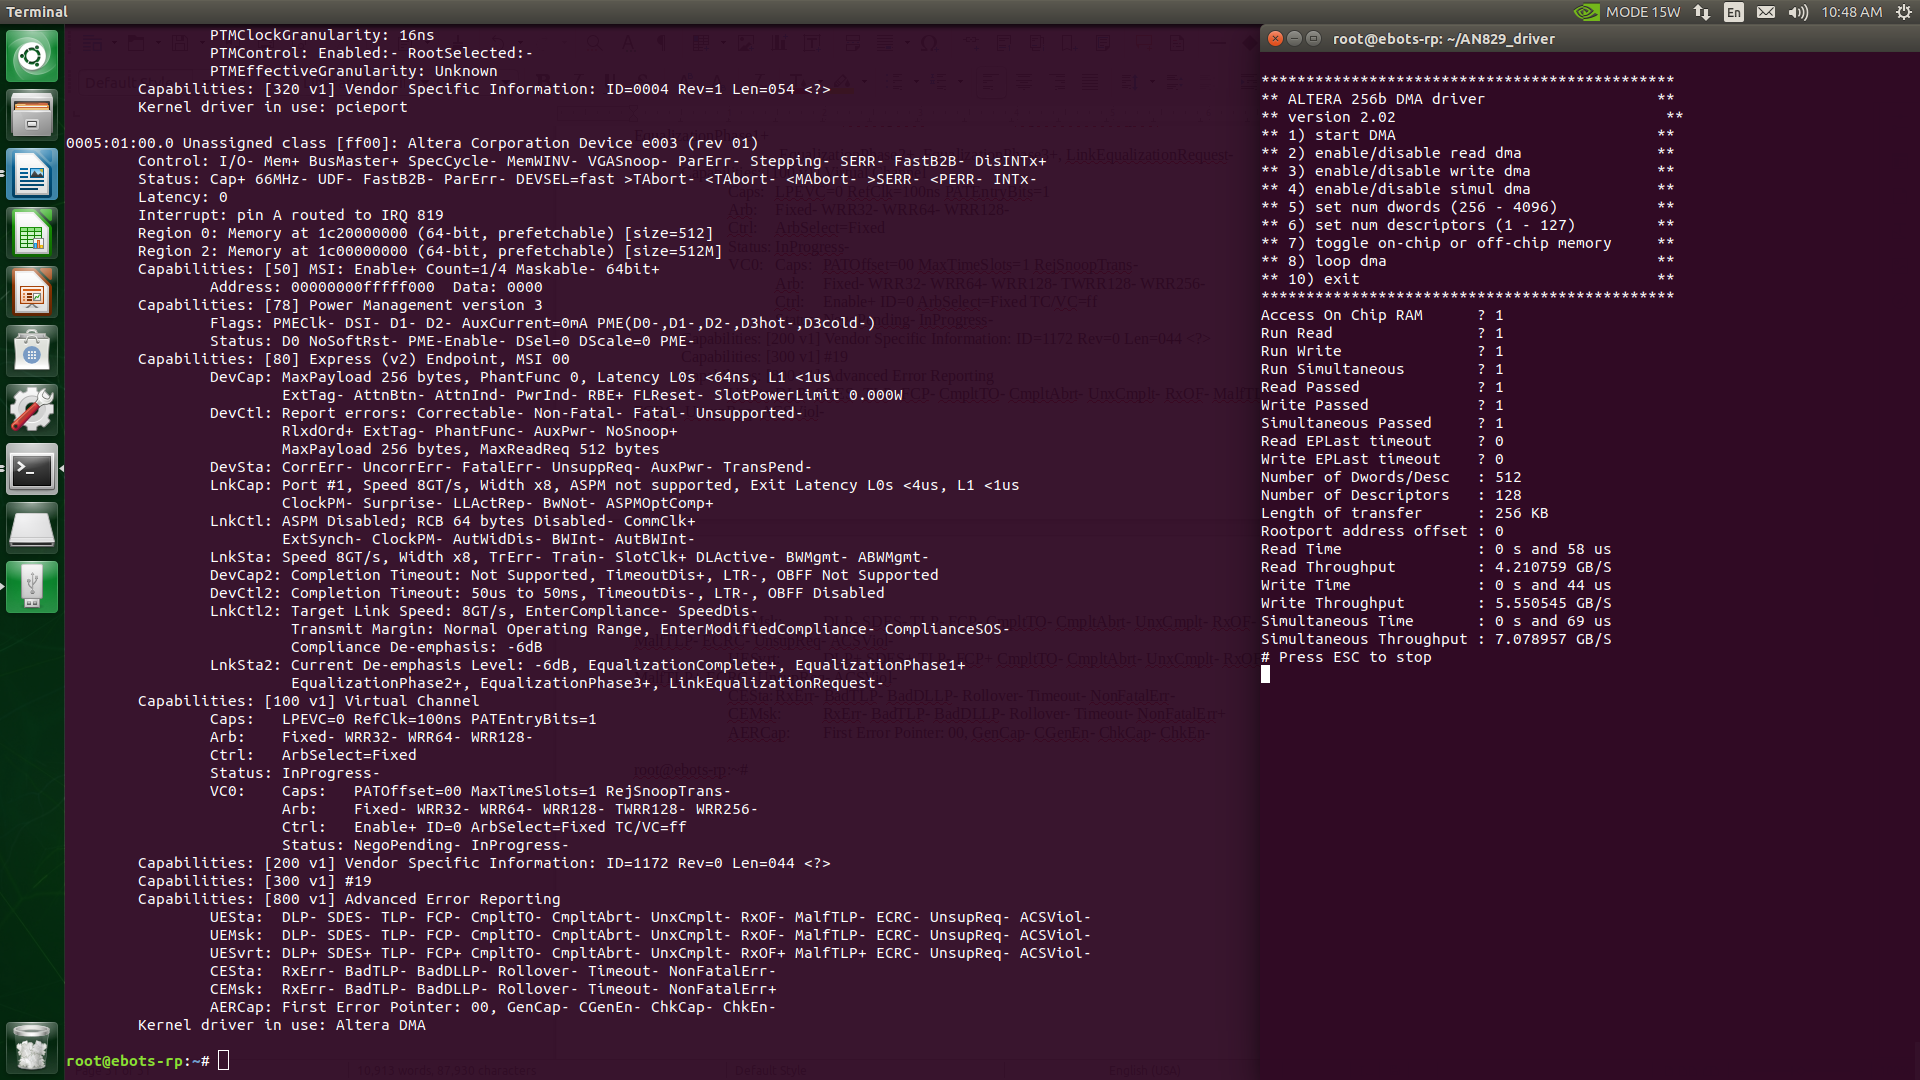 Terminal
MODE 15W
En
10:48 AM
PTMClockGranularity: 16ns
PTMControl: Enabled:- RootSelected:-
PTMEffectiveGranularity: Unknown
Capabilities: [320 v1] Vendor Specific Information: ID=0004 Rev=1 Len=054 <?>
Kernel driver in use: pcieport
0005:01:00.0 Unassigned class [ff00]: Altera Corporation Device e003 (rev 01)
Control: I/O- Mem+ BusMaster+ SpecCycle- MemWINV- VGASnoop- ParErr- Stepping- SERR- FastB2B- DisINTx+
Status: Cap+ 66MHz- UDF- FastB2B- ParErr- DEVSEL=fast >TAbort- <TAbort- <MAbort- >SERR- <PERR- INTx-
Latency: 0
Interrupt: pin A routed to IRQ 819
Region 0: Memory at 1c20000000 (64-bit, prefetchable) [size=512]
Region 2: Memory at 1c00000000 (64-bit, prefetchable) [size=512M]
Capabilities: [50] MSI: Enable+ Count=1/4 Maskable- 64bit+
Address: 00000000fffff000  Data: 0000
Capabilities: [78] Power Management version 3
Flags: PMEClk- DSI- D1- D2- AuxCurrent=0mA PME(D0-,D1-,D2-,D3hot-,D3cold-)
Status: D0 NoSoftRst- PME-Enable- DSel=0 DScale=0 PME-
Capabilities: [80] Express (v2) Endpoint, MSI 00
DevCap: MaxPayload 256 bytes, PhantFunc 0, Latency L0s <64ns, L1 <1us
ExtTag- AttnBtn- AttnInd- PwrInd- RBE+ FLReset- SlotPowerLimit 0.000W
DevCtl: Report errors: Correctable- Non-Fatal- Fatal- Unsupported-
RlxdOrd+ ExtTag- PhantFunc- AuxPwr- NoSnoop+
MaxPayload 256 bytes, MaxReadReq 512 bytes
DevSta: CorrErr- UncorrErr- FatalErr- UnsuppReq- AuxPwr- TransPend-
LnkCap: Port #1, Speed 8GT/s, Width x8, ASPM not supported, Exit Latency L0s <4us, L1 <1us
ClockPM- Surprise- LLActRep- BwNot- ASPMOptComp+
LnkCtl: ASPM Disabled; RCB 64 bytes Disabled- CommClk+
ExtSynch- ClockPM- AutWidDis- BWInt- AutBWInt-
LnkSta: Speed 8GT/s, Width x8, TrErr- Train- SlotClk+ DLActive- BWMgmt- ABWMgmt-
DevCap2: Completion Timeout: Not Supported, TimeoutDis+, LTR-, OBFF Not Supported
DevCtl2: Completion Timeout: 50us to 50ms, TimeoutDis-, LTR-, OBFF Disabled
LnkCtl2: Target Link Speed: 8GT/s, EnterCompliance- SpeedDis-
Transmit Margin: Normal Operating Range, EnterModifiedCompliance- ComplianceSOS-
Compliance De-emphasis: -6dB
LnkSta2: Current De-emphasis Level: -6dB, EqualizationComplete+, EqualizationPhase1+
EqualizationPhase2+, EqualizationPhase3+, LinkEqualizationRequest-
Capabilities: [100 v1] Virtual Channel
Caps:   LPEVC=0 RefClk=100ns PATEntryBits=1
Arb:    Fixed- WRR32- WRR64- WRR128-
Ctrl:   ArbSelect=Fixed
Status: InProgress-
VC0:    Caps:   PATOffset=00 MaxTimeSlots=1 RejSnoopTrans-
Arb:    Fixed- WRR32- WRR64- WRR128- TWRR128- WRR256-
Ctrl:   Enable+ ID=0 ArbSelect=Fixed TC/VC=ff
Status: NegoPending- InProgress-
Capabilities: [200 v1] Vendor Specific Information: ID=1172 Rev=0 Len=044 <?>
Capabilities: [300 v1] #19
Capabilities: [800 v1] Advanced Error Reporting
UESta:  DLP- SDES- TLP- FCP- CmpltTO- CmpltAbrt- UnxCmplt- RxOF- MalfTLP- ECRC- UnsupReq- ACSViol-
UEMsk:  DLP- SDES- TLP- FCP- CmpltTO- CmpltAbrt- UnxCmplt- RxOF- MalfTLP- ECRC- UnsupReq- ACSViol-
UESvrt: DLP+ SDES+ TLP- FCP+ CmpltTO- CmpltAbrt- UnxCmplt- RxOF+ MalfTLP+ ECRC- UnsupReq- ACSViol-
CESta:  RxErr- BadTLP- BadDLLP- Rollover- Timeout- NonFatalErr-
CEMsk:  RxErr- BadTLP- BadDLLP- Rollover- Timeout- NonFatalErr+
AERCap: First Error Pointer: 00, GenCap- CGenEn- ChkCap- ChkEn-
Kernel driver in use: Altera DMA
root@ebots-rp:~#
root@ebots-rp: ~/AN829_driver
**********************************************
** ALTERA 256b DMA driver                   **
** version 2.02                              **
** 1) start DMA                             **
** 2) enable/disable read dma               **
** 3) enable/disable write dma              **
** 4) enable/disable simul dma              **
** 5) set num dwords (256 - 4096)           **
** 6) set num descriptors (1 - 127)         **
** 7) toggle on-chip or off-chip memory     **
** 8) loop dma                              **
** 10) exit                                 **
**********************************************
Access On Chip RAM      ? 1
Run Read                ? 1
Run Write               ? 1
Run Simultaneous        ? 1
Read Passed             ? 1
Write Passed            ? 1
Simultaneous Passed     ? 1
Read EPLast timeout     ? 0
Write EPLast timeout    ? 0
Number of Dwords/Desc   : 512
Number of Descriptors   : 128
Length of transfer      : 256 KB
Rootport address offset : 0
Read Time               : 0 s and 58 us
Read Throughput         : 4.210759 GB/S
Write Time              : 0 s and 44 us
Write Throughput        : 5.550545 GB/S
Simultaneous Time       : 0 s and 69 us
Simultaneous Throughput : 7.078957 GB/S
# Press ESC to stop